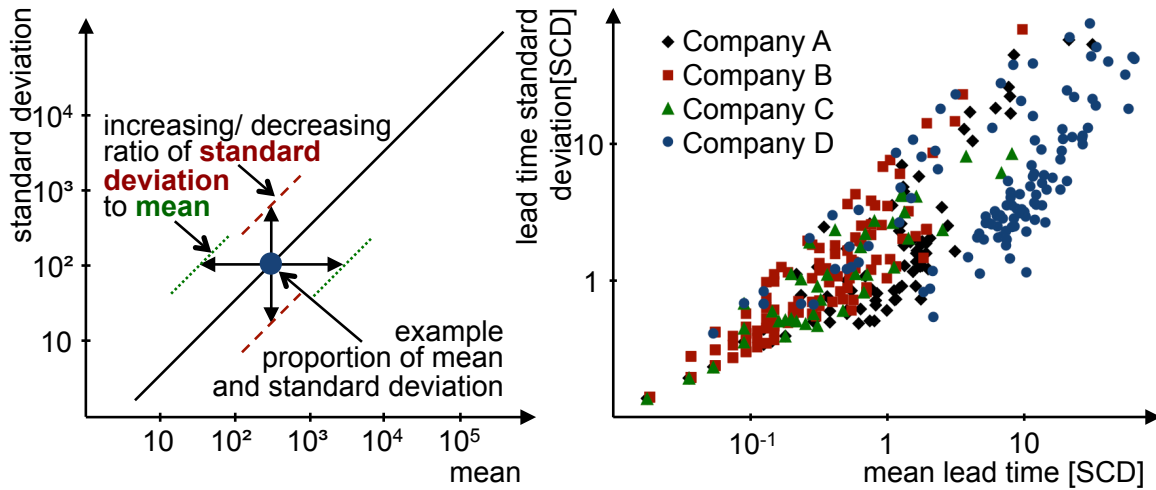 standard deviation
10⁴
10³
10²
10
increasing/ decreasing
ratio of standard
deviation
to mean
example
proportion of mean
and standard deviation
10
10²
10³
10⁴
10⁵
mean
lead time standard
deviation[SCD]
10
1
Company A
Company B
Company C
Company D
10⁻¹
1
10
mean lead time [SCD]